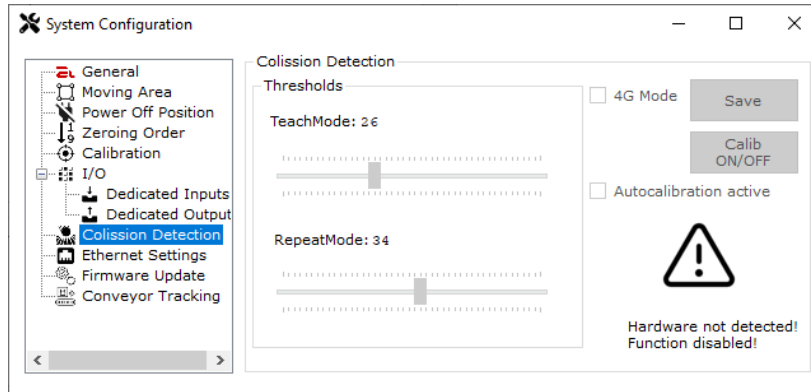 System Configuration
General
Moving Area
Power Off Position
Zeroing Order
Calibration
I/O
Dedicated Inputs
Dedicated Output
Colission Detection
Ethernet Settings
Firmware Update
Conveyor Tracking
Colission Detection
Thresholds
TeachMode: 26
RepeatMode: 34
4G Mode
Save
Calib
ON/OFF
Autocalibration active
Hardware not detected!
Function disabled!